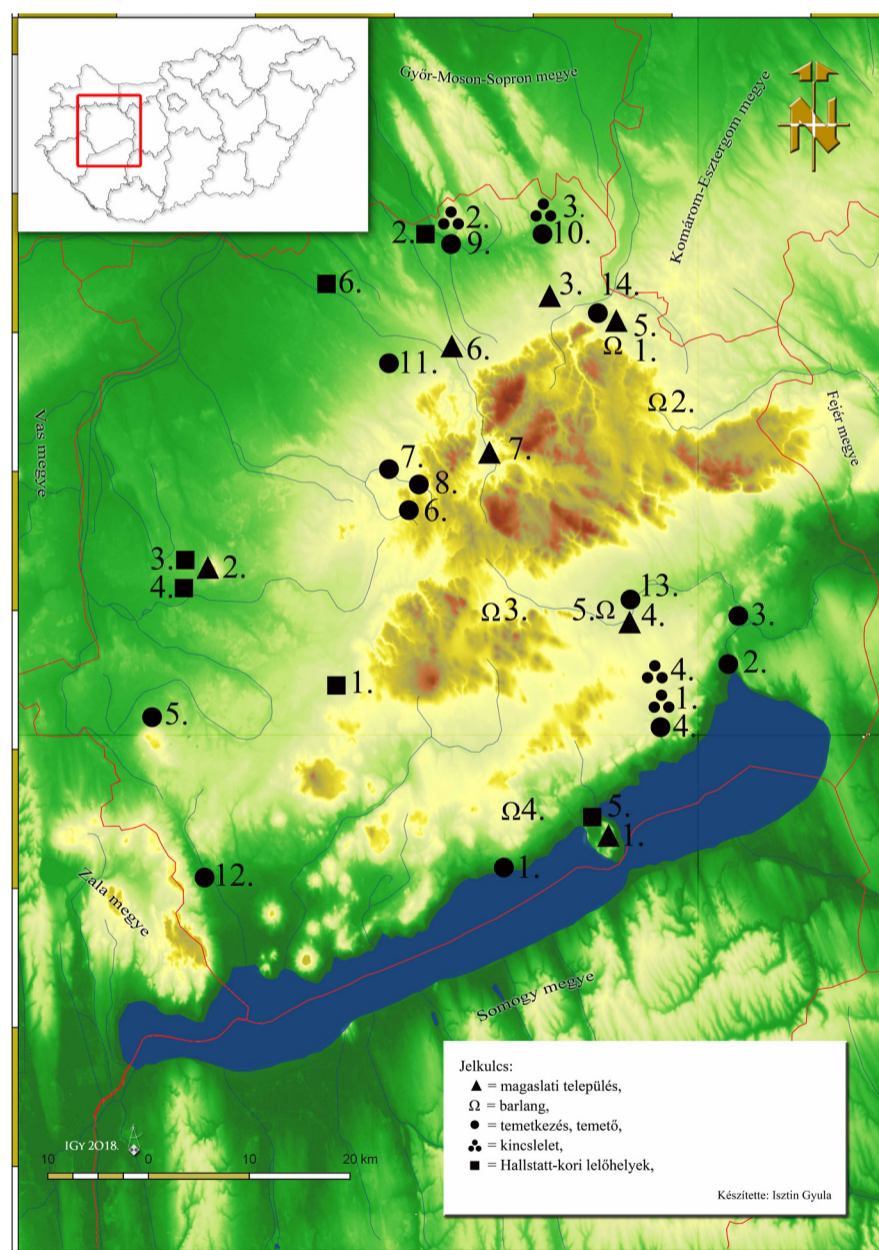 Győr-Moson-Sopron megye
Komárom-Esztergom megye
2. 3.
2. 9. 10.
6. 3. 14.
5.
6. 1.
11.
Vas megye
2.
Fejér megye
7. 7.
8.
6.
3. 2.
4.
13.
3. 5. 4. 3.
2.
1. 4.
1.
5. 4.
4. 5.
1.
12. 1.
Zala megye
Somogy megye
Jelkulcs:
▲ = magaslati település,
Ω = barlang,
● = temetkezés, temető,
= kincslelet,
■ = Hallstatt-kori lelőhelyek,
Készítette: Isztin Gyula
IGy 2018.
10 0 20 km